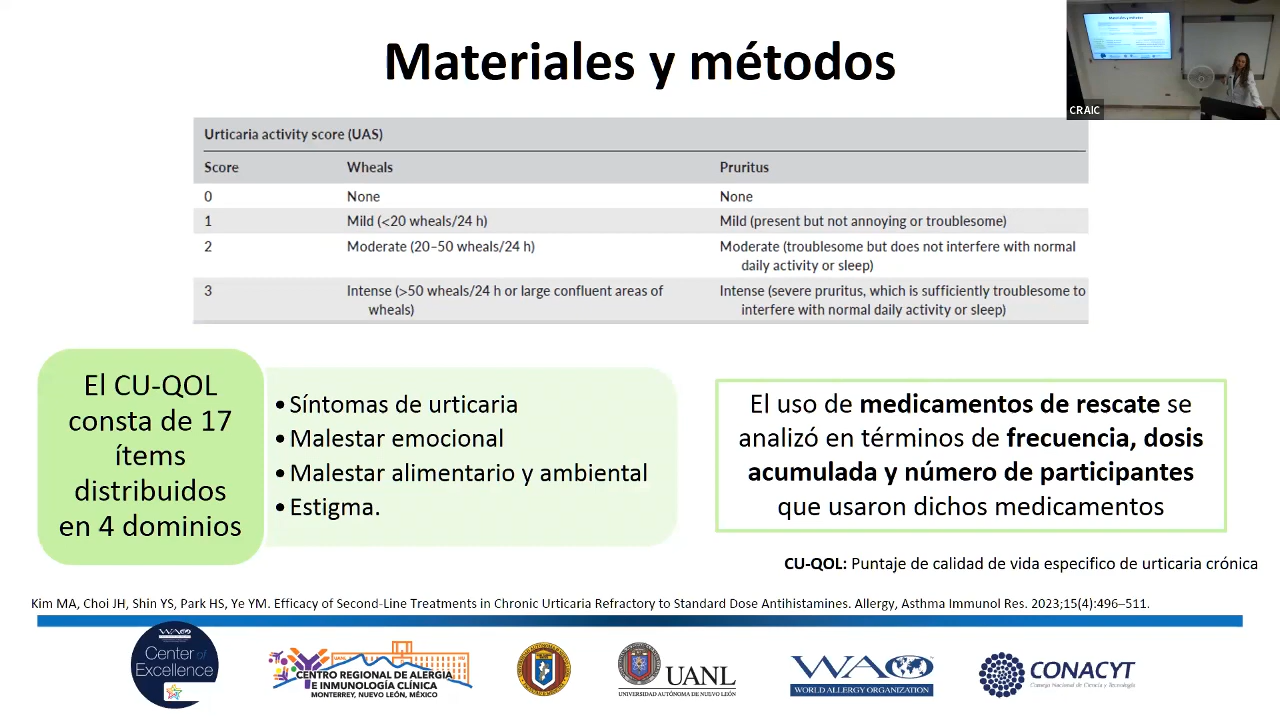 Materiales y métodos
CRAIC
Urticaria activity score (UAS)
Score Wheals Pruritus
0 None None
1 Mild (<20 wheals/24 h) Mild (present but not annoying or troublesome)
2 Moderate (20–50 wheals/24 h) Moderate (troublesome but does not interfere with normal
daily activity or sleep)
3 Intense (>50 wheals/24 h or large confluent areas of Intense (severe pruritus, which is sufficiently troublesome to
wheals) interfere with normal daily activity or sleep)
El CU-QOL
consta de 17
ítems
distribuidos
en 4 dominios
•Síntomas de urticaria
•Malestar emocional
•Malestar alimentario y ambiental
•Estigma.
El uso de medicamentos de rescate se
analizó en términos de frecuencia, dosis
acumulada y número de participantes
que usaron dichos medicamentos
CU-QOL: Puntaje de calidad de vida especifico de urticaria crónica
Kim MA, Choi JH, Shin YS, Park HS, Ye YM. Efficacy of Second-Line Treatments in Chronic Urticaria Refractory to Standard Dose Antihistamines. Allergy, Asthma Immunol Res. 2023;15(4):496–511.
WAO
Center of
Excellence
UANL
CENTRO REGIONAL DE ALERGIA
E INMUNOLOGÍA CLÍNICA
MONTERREY, NUEVO LEÓN, MÉXICO
UANL
UNIVERSIDAD AUTÓNOMA DE NUEVO LEÓN
WAO
WORLD ALLERGY ORGANIZATION
CONACYT
Consejo Nacional de Ciencia y Tecnología